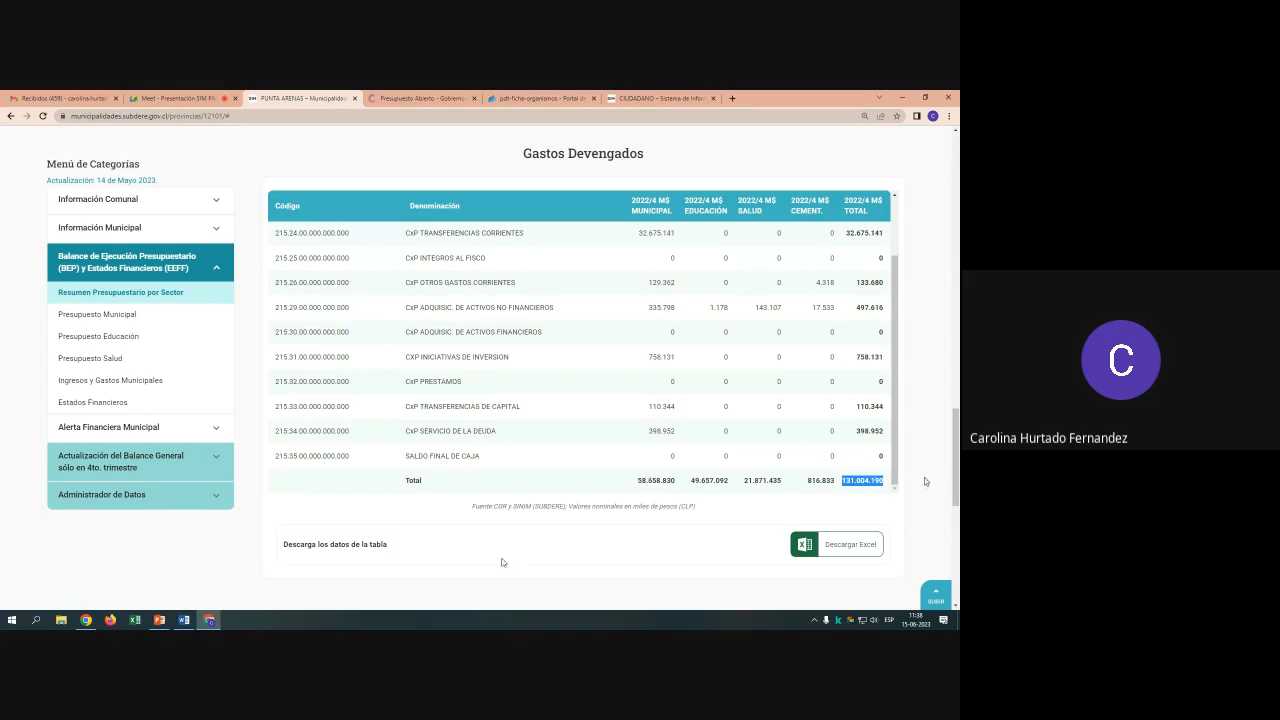 Recibidos (459) - carolina.hurtad
Meet - Presentación SIM FII
PUNTA ARENAS – Municipalidad
Presupuesto Abierto - Gobierno
pdt-ficha-organismos - Portal de
CIUDADANO – Sistema de Inform
municipalidades.subdere.gov.cl/provincias/12101/#
Menú de Categorías
Actualización: 14 de Mayo 2023.
Información Comunal
Información Municipal
Balance de Ejecución Presupuestario
(BEP) y Estados Financieros (EEFF)
Resumen Presupuestario por Sector
Presupuesto Municipal
Presupuesto Educación
Presupuesto Salud
Ingresos y Gastos Municipales
Estados Financieros
Alerta Financiera Municipal
Actualización del Balance General
sólo en 4to. trimestre
Administrador de Datos
Gastos Devengados
Código Denominación 2022/4 M$ MUNICIPAL 2022/4 M$ EDUCACIÓN 2022/4 M$ SALUD 2022/4 M$ CEMENT. 2022/4 M$ TOTAL
215.24.00.000.000.000 CxP TRANSFERENCIAS CORRIENTES 32.675.141 0 0 0 32.675.141
215.25.00.000.000.000 CxP INTEGROS AL FISCO 0 0 0 0 0
215.26.00.000.000.000 CxP OTROS GASTOS CORRIENTES 129.362 0 0 4.318 133.680
215.29.00.000.000.000 CxP ADQUISIC. DE ACTIVOS NO FINANCIEROS 335.798 1.178 143.107 17.533 497.616
215.30.00.000.000.000 CxP ADQUISIC. DE ACTIVOS FINANCIEROS 0 0 0 0 0
215.31.00.000.000.000 CXP INICIATIVAS DE INVERSION 758.131 0 0 0 758.131
215.32.00.000.000.000 CxP PRESTAMOS 0 0 0 0 0
215.33.00.000.000.000 CxP TRANSFERENCIAS DE CAPITAL 110.344 0 0 0 110.344
215.34.00.000.000.000 CxP SERVICIO DE LA DEUDA 398.952 0 0 0 398.952
215.35.00.000.000.000 SALDO FINAL DE CAJA 0 0 0 0 0
Total 58.658.830 49.657.092 21.871.435 816.833 131.004.190
Fuente:CGR y SINIM (SUBDERE); Valores nominales en miles de pesos (CLP)
Descarga los datos de la tabla
Descargar Excel
SUBIR
ESP
11:38
15-06-2023
C
Carolina Hurtado Fernandez